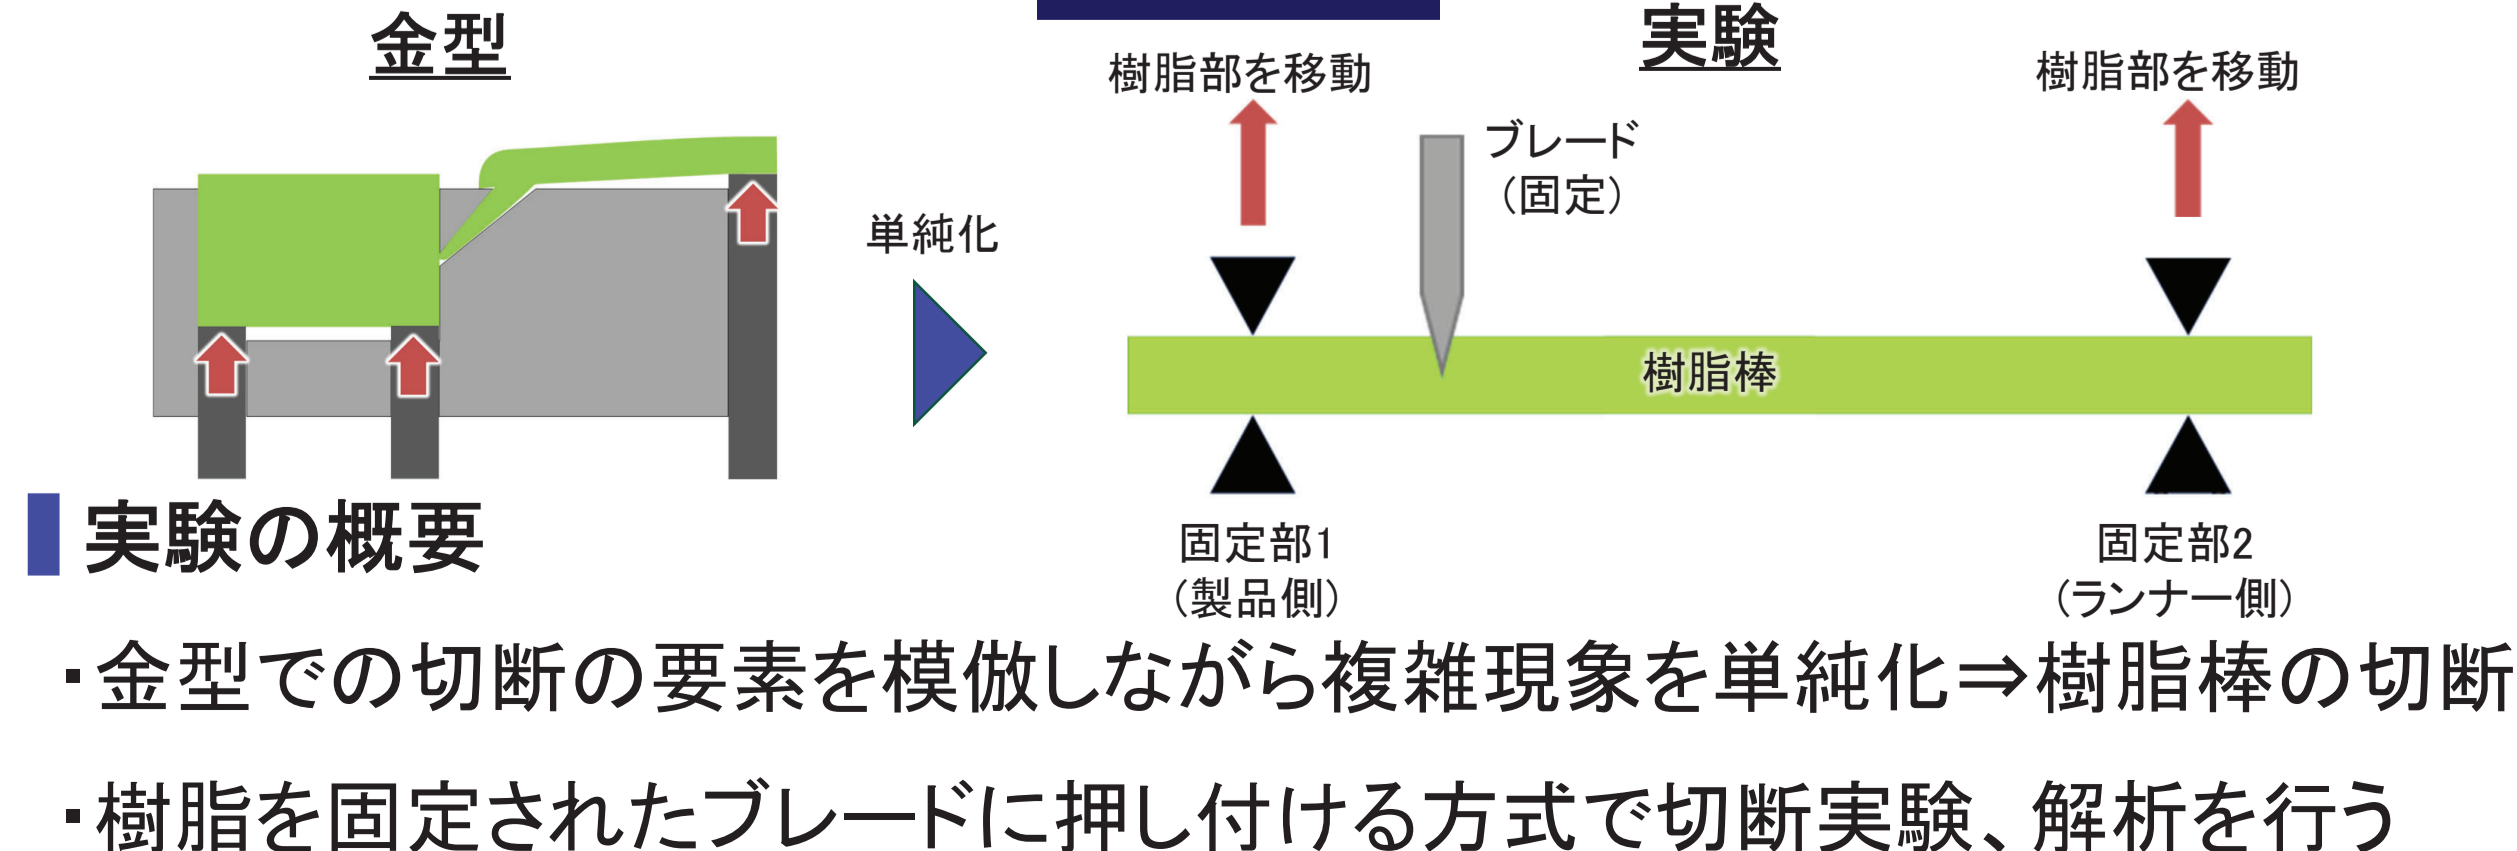 金型
実験
樹脂部を移動
樹脂部を移動
ブレード
（固定）
単純化
樹脂棒
固定部1
（製品側）
固定部2
（ランナー側）
実験の概要
・金型での切断の要素を模倣しながら複雑現象を単純化⇒樹脂棒の切断
・樹脂を固定されたブレードに押し付ける方式で切断実験、解析を行う